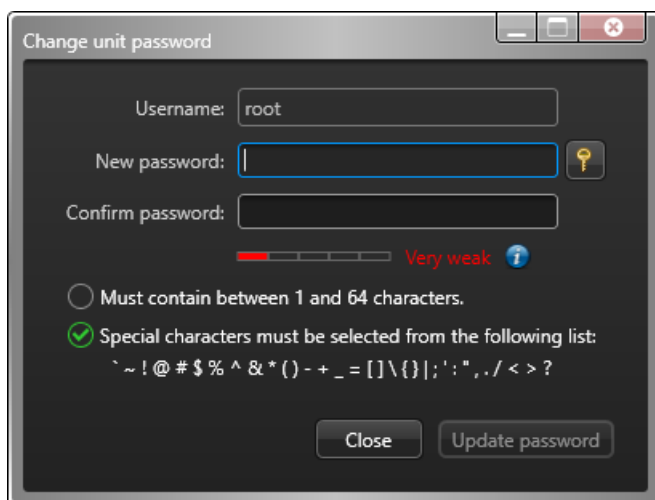 Change unit password
Username: root
New password:
Confirm password:
Very weak
Must contain between 1 and 64 characters.
Special characters must be selected from the following list:
` ~ ! @ # $ % ^ & * ( ) - + _ = [ ] \ { } | ; ' : " , . / < > ?
Close Update password